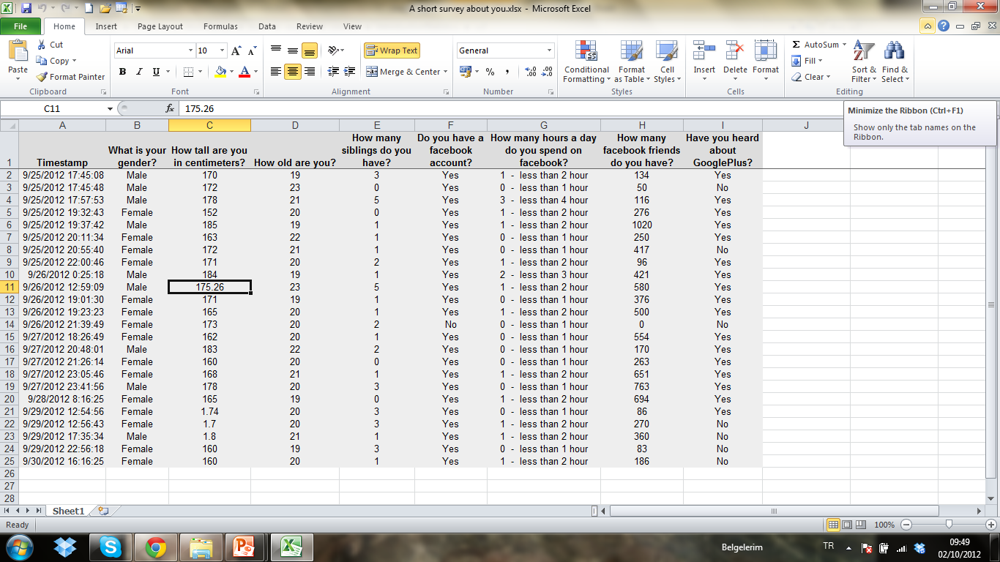 A short survey about you.xlsx - Microsoft Excel
File Home Insert Page Layout Formulas Data Review View
Paste
Cut
Copy
Format Painter
Clipboard
Arial 10
B I U
Font
Wrap Text
Merge & Center
Alignment
General
Number
Conditional Formatting
Format as Table
Cell Styles
Styles
Insert Delete Format
Cells
AutoSum
Fill
Clear
Sort & Filter
Find & Select
Editing
C11 fx 175.26
Minimize the Ribbon (Ctrl+F1)
Show only the tab names on the
Ribbon.
A B C D E F G H I J
1 Timestamp What is your gender? How tall are you in centimeters? How old are you? How many siblings do you have? Do you have a facebook account? How many hours a day do you spend on facebook? How many facebook friends do you have? Have you heard about GooglePlus?
2 9/25/2012 17:45:08 Male 170 19 3 Yes 1 - less than 2 hour 134 Yes
3 9/25/2012 17:45:48 Male 172 23 0 Yes 0 - less than 1 hour 50 No
4 9/25/2012 17:57:53 Male 178 21 5 Yes 3 - less than 4 hour 116 Yes
5 9/25/2012 19:32:43 Female 152 20 0 Yes 1 - less than 2 hour 276 Yes
6 9/25/2012 19:37:42 Male 185 19 1 Yes 1 - less than 2 hour 1020 Yes
7 9/25/2012 20:11:34 Female 163 22 1 Yes 0 - less than 1 hour 250 Yes
8 9/25/2012 20:55:40 Female 172 21 1 Yes 0 - less than 1 hour 417 No
9 9/25/2012 22:00:46 Female 171 20 2 Yes 1 - less than 2 hour 96 Yes
10 9/26/2012 0:25:18 Male 184 19 1 Yes 2 - less than 3 hour 421 Yes
11 9/26/2012 12:59:09 Male 175.26 23 5 Yes 1 - less than 2 hour 580 Yes
12 9/26/2012 19:01:30 Female 171 19 1 Yes 0 - less than 1 hour 376 Yes
13 9/26/2012 19:23:23 Female 165 20 1 Yes 1 - less than 2 hour 500 Yes
14 9/26/2012 21:39:49 Female 173 20 2 No 0 - less than 1 hour 0 No
15 9/27/2012 18:26:49 Female 162 20 1 Yes 0 - less than 1 hour 554 Yes
16 9/27/2012 20:48:01 Male 183 22 2 Yes 0 - less than 1 hour 170 Yes
17 9/27/2012 21:26:14 Female 160 20 0 Yes 0 - less than 1 hour 263 Yes
18 9/27/2012 23:05:46 Female 168 21 1 Yes 1 - less than 2 hour 651 Yes
19 9/27/2012 23:41:56 Male 178 20 3 Yes 0 - less than 1 hour 763 Yes
20 9/28/2012 8:16:25 Female 165 19 0 Yes 1 - less than 2 hour 694 Yes
21 9/29/2012 12:54:56 Female 1.74 20 3 Yes 0 - less than 1 hour 86 Yes
22 9/29/2012 12:56:43 Female 1.7 20 3 Yes 1 - less than 2 hour 270 No
23 9/29/2012 17:35:34 Male 1.8 21 1 Yes 1 - less than 2 hour 360 No
24 9/29/2012 22:56:18 Female 160 19 3 Yes 0 - less than 1 hour 83 No
25 9/30/2012 16:16:25 Female 160 20 1 Yes 1 - less than 2 hour 186 No
26
27
28
Sheet1
Ready 100%
Belgelerim TR 09:49
02/10/2012